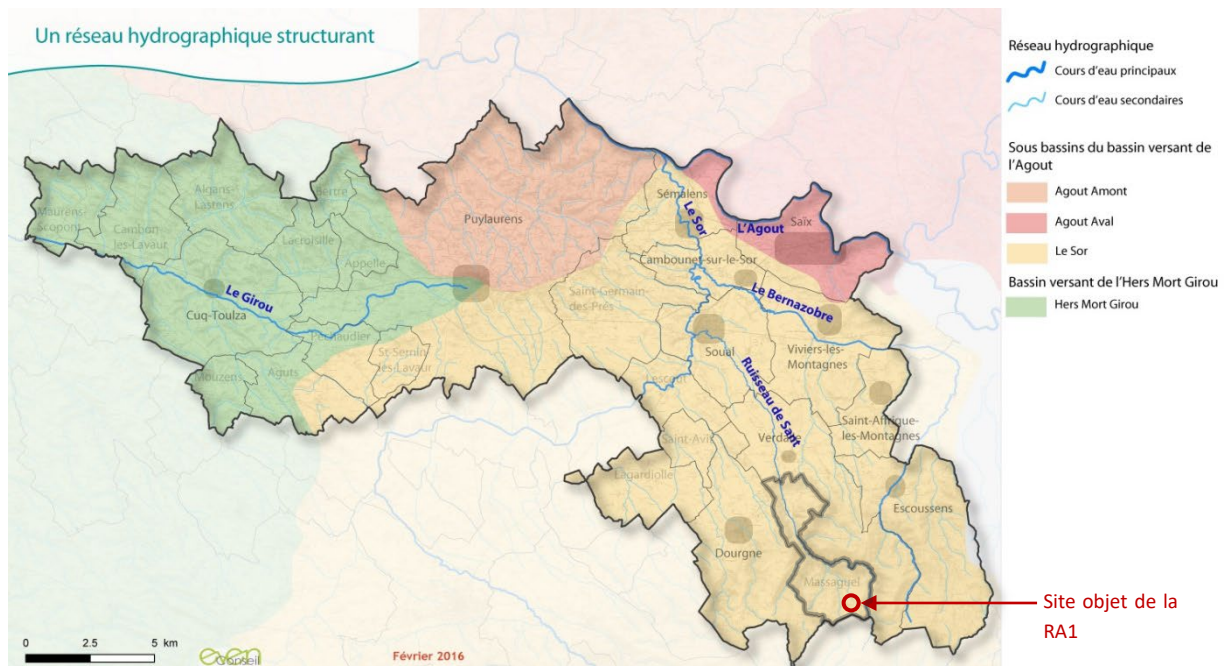 Un réseau hydrographique structurant
Réseau hydrographique
Cours d'eau principaux
Cours d'eau secondaires
Sous bassins du bassin versant de
l'Agout
Agout Amont
Agout Aval
Le Sor
Bassin versant de l'Hers Mort Girou
Hers Mort Girou
Algans-
Lastens
Bertre
Maurens-
Scopont
Cambon-
lès-Lavaur
Lacroisille
Appelle
Puylaurens
Sémalens
Le Sor
L'Agout
Saïx
Cambounet-sur-le-Sor
Le Girou
Cuq-Toulza
Péchaudier
Saint-Germain-
des-Prés
Le Bernazobre
Soual
Viviers-lès-
Montagnes
Mouzens
Aguts
St-Sernin-
lès-Lavaur
Lescout
Ruisseau de Sant
Saint-Affrique-
les-Montagnes
Saint-Avit
Verdalle
Lagardiolle
Escoussens
Dourgne
Massaguel
Site objet de la
RA1
0 2.5 5 km
even
Conseil
Février 2016